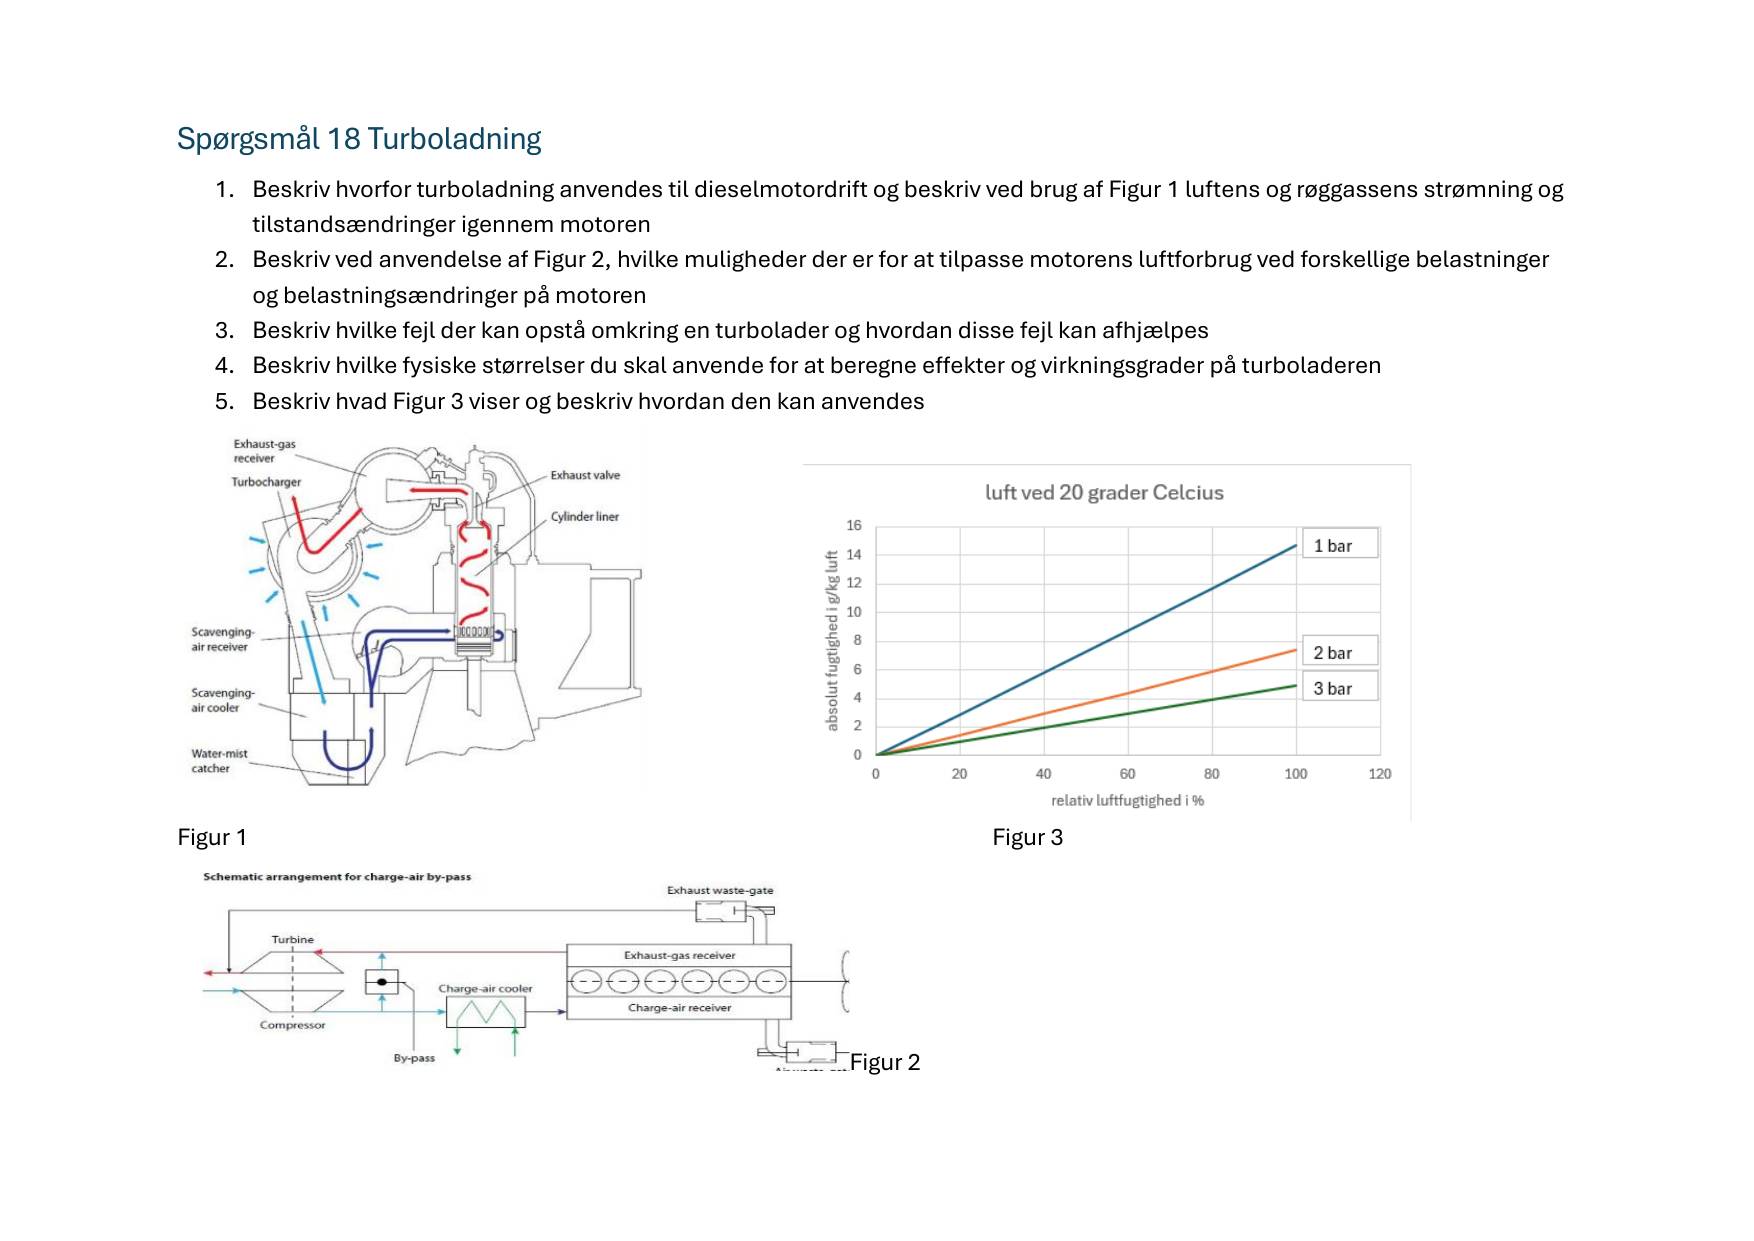 Spørgsmål 18 Turboladning
1. Beskriv hvorfor turboladning anvendes til dieselmotordrift og beskriv ved brug af Figur 1 luftens og røggassens strømning og
tilstandsændringer igennem motoren
2. Beskriv ved anvendelse af Figur 2, hvilke muligheder der er for at tilpasse motorens luftforbrug ved forskellige belastninger
og belastningsændringer på motoren
3. Beskriv hvilke fejl der kan opstå omkring en turbolader og hvordan disse fejl kan afhjælpes
4. Beskriv hvilke fysiske størrelser du skal anvende for at beregne effekter og virkningsgrader på turboladeren
5. Beskriv hvad Figur 3 viser og beskriv hvordan den kan anvendes
Exhaust-gas
receiver
Turbocharger
Exhaust valve
Cylinder liner
Scavenging-
air receiver
Scavenging-
air cooler
Water-mist
catcher
luft ved 20 grader Celcius
absolut fugtighed i g/kg luft
16
14
12
10
8
6
4
2
0
1 bar
2 bar
3 bar
0 20 40 60 80 100 120
relativ luftfugtighed i %
Figur 1
Figur 3
Schematic arrangement for charge-air by-pass
Exhaust waste-gate
Turbine
Exhaust-gas receiver
Charge-air cooler
Charge-air receiver
Compressor
By-pass
Figur 2